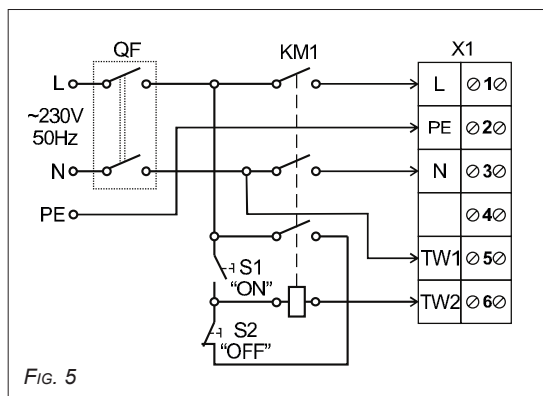 QF
KM1
X1
L
L ⊘1⊘
~230V
50Hz
PE ⊘2⊘
N
N ⊘3⊘
PE
⊘4⊘
TW1 ⊘5⊘
S1
"ON"
TW2 ⊘6⊘
S2
"OFF"
FIG. 5